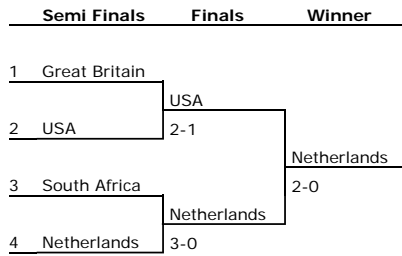 Semi Finals Finals Winner
1 Great Britain
USA
2 USA 2-1
Netherlands
3 South Africa 2-0
Netherlands
4 Netherlands 3-0